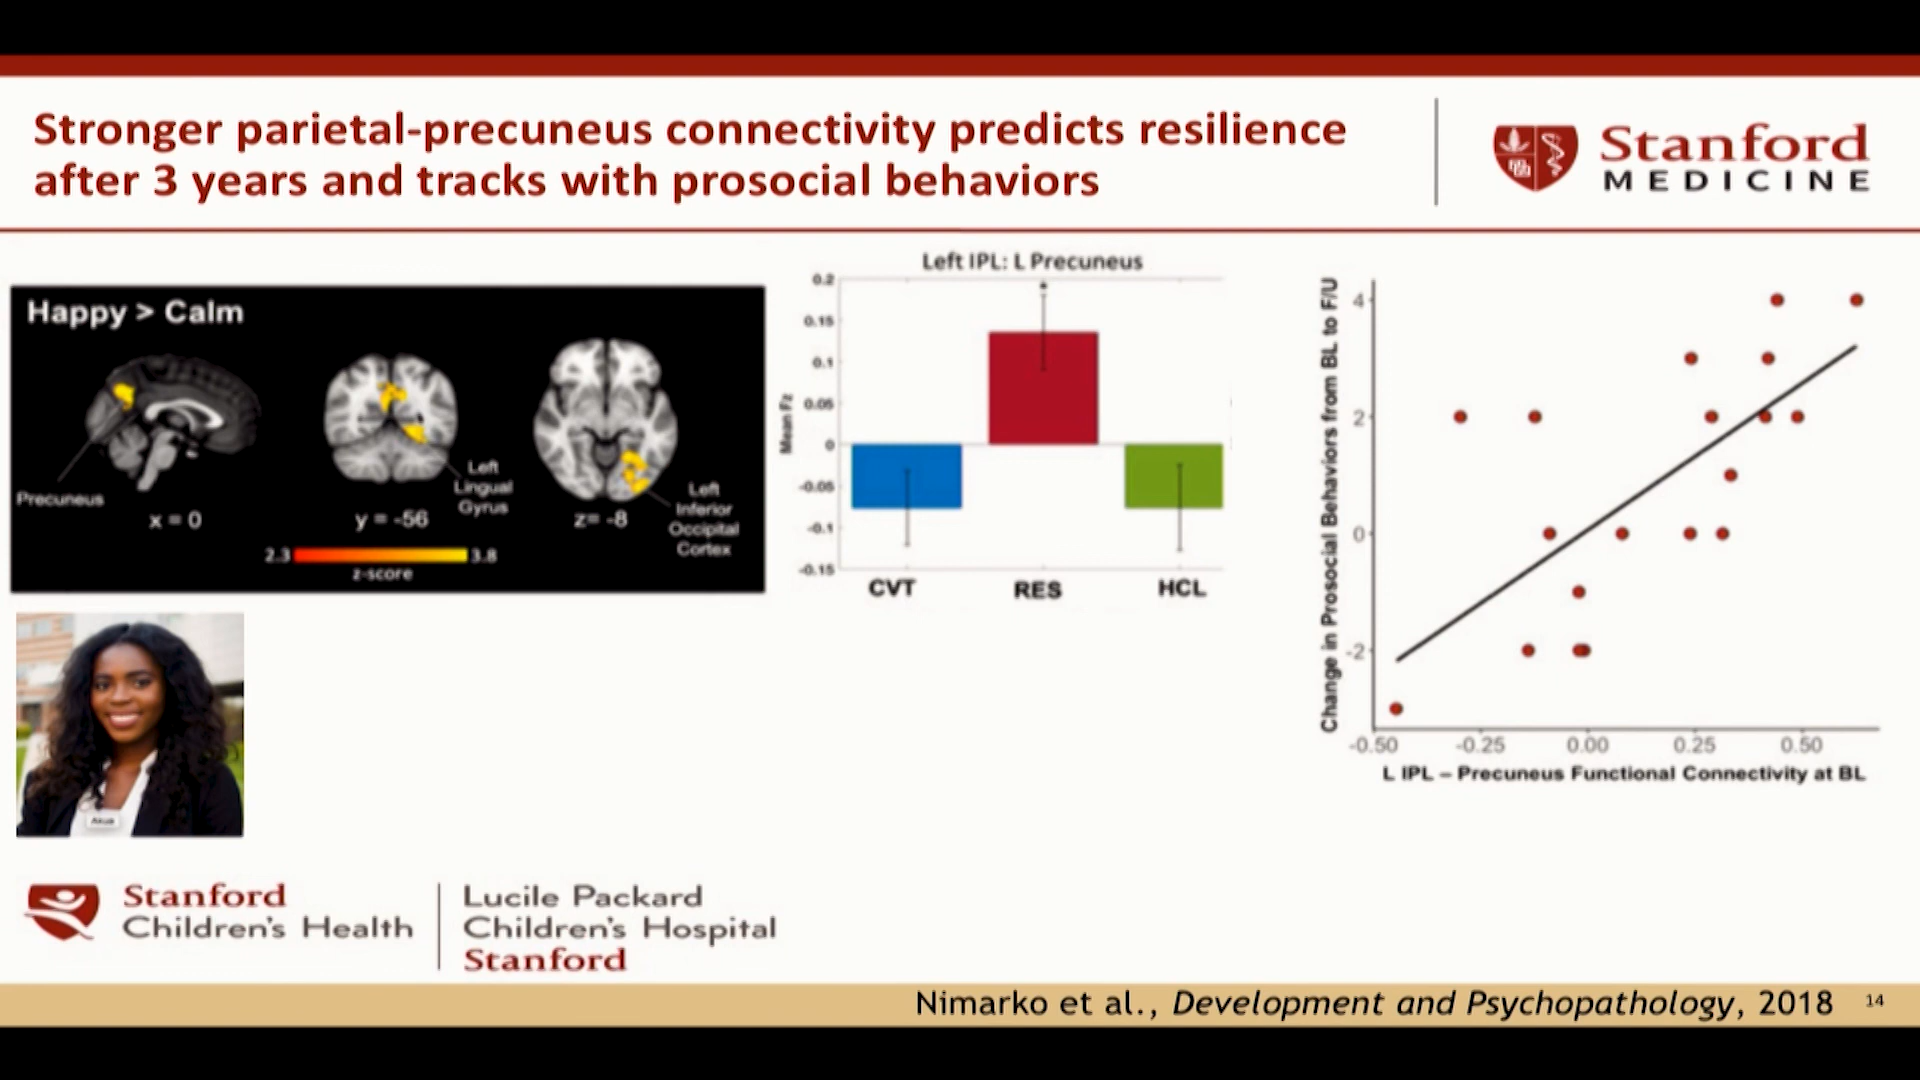 Stronger parietal-precuneus connectivity predicts resilience
after 3 years and tracks with prosocial behaviors
Stanford
MEDICINE
Happy > Calm
Precuneus
x = 0
y = -56
Left
Lingual
Gyrus
z= -8
Left
Inferior
Occipital
Cortex
2.3
3.8
z-score
Left IPL: L Precuneus
Mean Fz
0.2
0.15
0.1
0.05
0
-0.05
-0.1
-0.15
*
CVT
RES
HCL
Change in Prosocial Behaviors from BL to F/U
4
2
0
-2
-0.50
-0.25
0.00
0.25
0.50
L IPL – Precuneus Functional Connectivity at BL
Stanford
Children's Health
Lucile Packard
Children's Hospital
Stanford
Nimarko et al., Development and Psychopathology, 2018
14